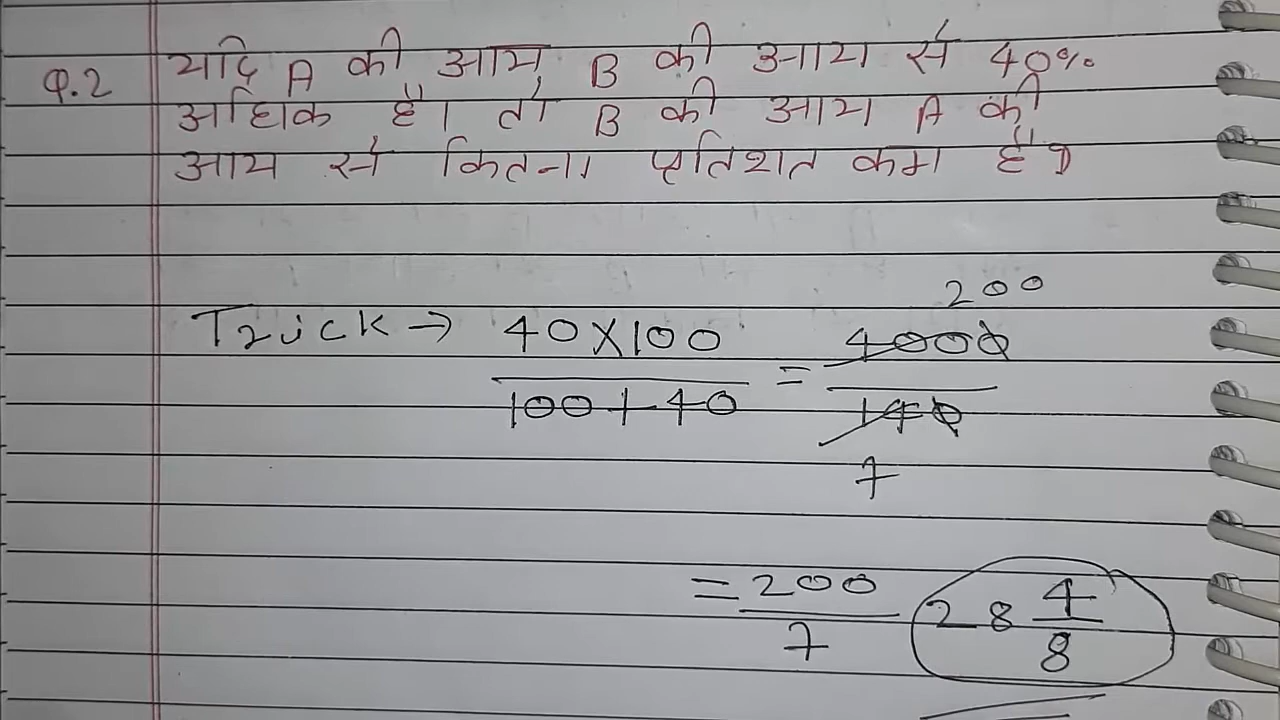 Q.2 यदि A की आय B की आय से 40%
अधिक है। तो B की आय A की
आय से कितना प्रतिशत कम है?
200
Trick → 40×100 = 4000
100+40 140
7
= 200 28 4
7 8